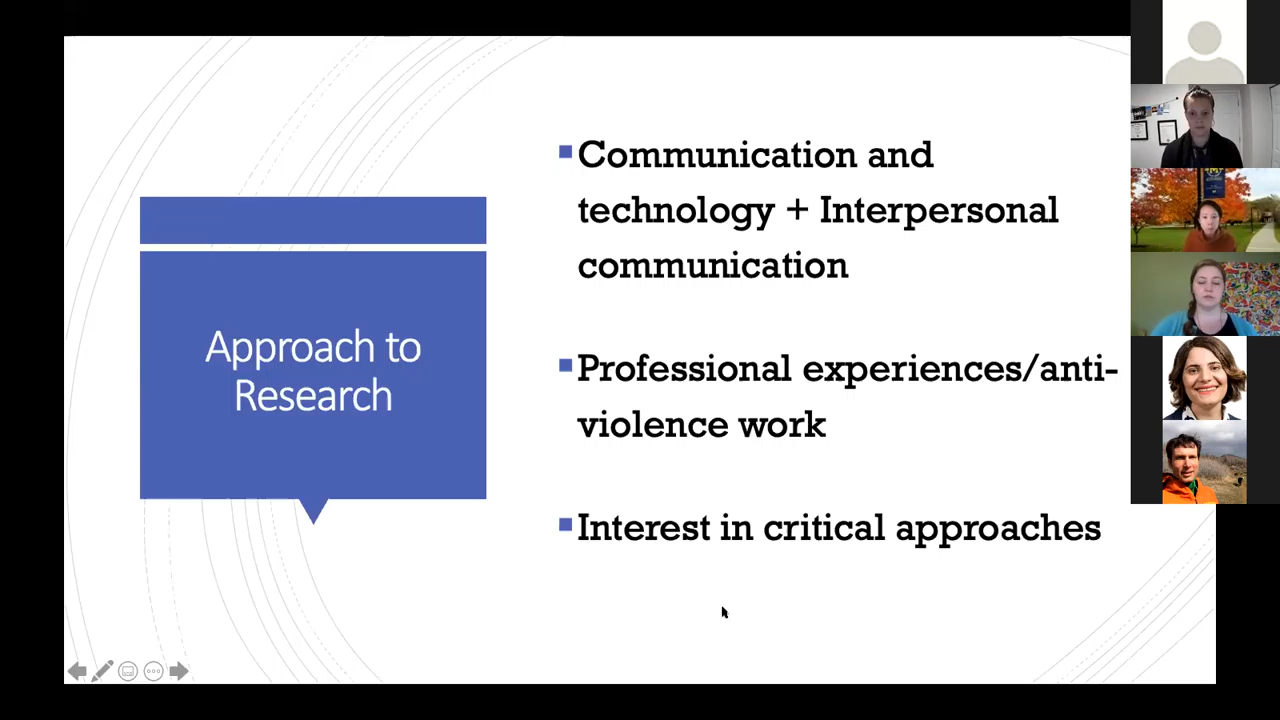 Approach to
Research
Communication and
technology + Interpersonal
communication
Professional experiences/anti-
violence work
Interest in critical approaches